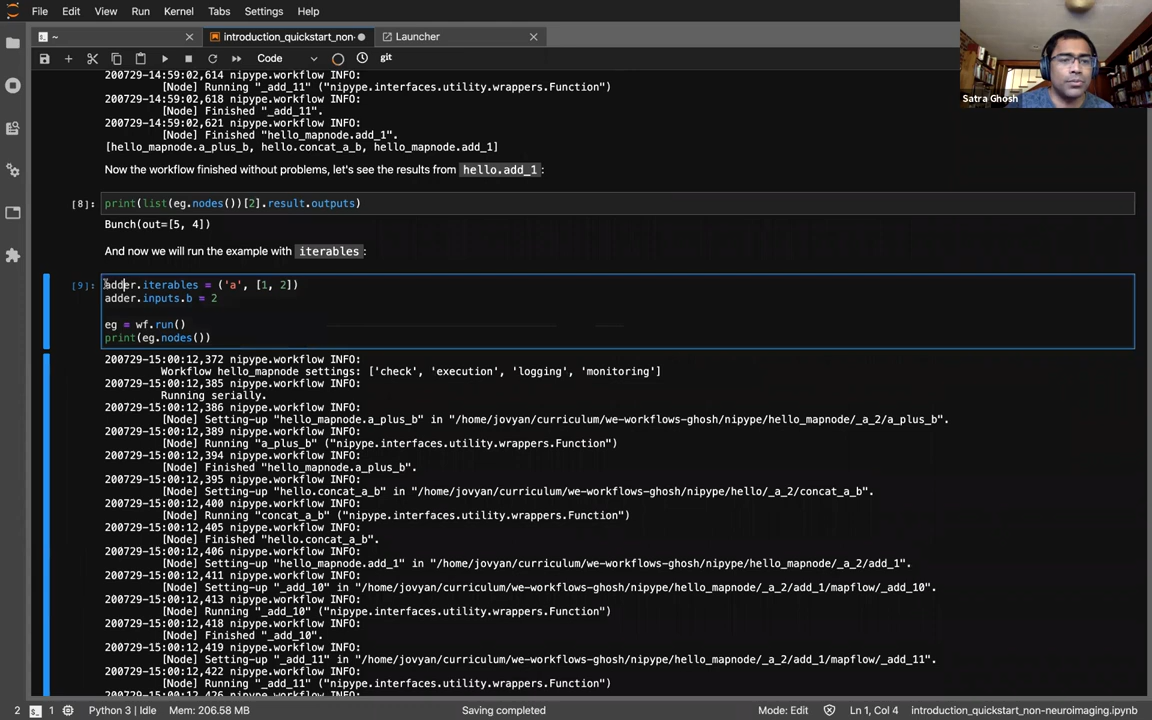 File Edit View Run Kernel Tabs Settings Help
~
introduction_quickstart_non-
Launcher
Code
git
Satra Ghosh
200729-14:59:02,614 nipype.workflow INFO:
[Node] Running "_add_11" ("nipype.interfaces.utility.wrappers.Function")
200729-14:59:02,618 nipype.workflow INFO:
[Node] Finished "_add_11".
200729-14:59:02,621 nipype.workflow INFO:
[Node] Finished "hello_mapnode.add_1".
[hello_mapnode.a_plus_b, hello.concat_a_b, hello_mapnode.add_1]
Now the workflow finished without problems, let's see the results from hello.add_1:
[8]: print(list(eg.nodes())[2].result.outputs)
Bunch(out=[5, 4])
And now we will run the example with iterables:
[9]: adder.iterables = ('a', [1, 2])
adder.inputs.b = 2
eg = wf.run()
print(eg.nodes())
200729-15:00:12,372 nipype.workflow INFO:
Workflow hello_mapnode settings: ['check', 'execution', 'logging', 'monitoring']
200729-15:00:12,385 nipype.workflow INFO:
Running serially.
200729-15:00:12,386 nipype.workflow INFO:
[Node] Setting-up "hello_mapnode.a_plus_b" in "/home/jovyan/curriculum/we-workflows-ghosh/nipype/hello_mapnode/_a_2/a_plus_b".
200729-15:00:12,389 nipype.workflow INFO:
[Node] Running "a_plus_b" ("nipype.interfaces.utility.wrappers.Function")
200729-15:00:12,394 nipype.workflow INFO:
[Node] Finished "hello_mapnode.a_plus_b".
200729-15:00:12,395 nipype.workflow INFO:
[Node] Setting-up "hello.concat_a_b" in "/home/jovyan/curriculum/we-workflows-ghosh/nipype/hello/_a_2/concat_a_b".
200729-15:00:12,400 nipype.workflow INFO:
[Node] Running "concat_a_b" ("nipype.interfaces.utility.wrappers.Function")
200729-15:00:12,405 nipype.workflow INFO:
[Node] Finished "hello.concat_a_b".
200729-15:00:12,406 nipype.workflow INFO:
[Node] Setting-up "hello_mapnode.add_1" in "/home/jovyan/curriculum/we-workflows-ghosh/nipype/hello_mapnode/_a_2/add_1".
200729-15:00:12,411 nipype.workflow INFO:
[Node] Setting-up "_add_10" in "/home/jovyan/curriculum/we-workflows-ghosh/nipype/hello_mapnode/_a_2/add_1/mapflow/_add_10".
200729-15:00:12,413 nipype.workflow INFO:
[Node] Running "_add_10" ("nipype.interfaces.utility.wrappers.Function")
200729-15:00:12,418 nipype.workflow INFO:
[Node] Finished "_add_10".
200729-15:00:12,419 nipype.workflow INFO:
[Node] Setting-up "_add_11" in "/home/jovyan/curriculum/we-workflows-ghosh/nipype/hello_mapnode/_a_2/add_1/mapflow/_add_11".
200729-15:00:12,422 nipype.workflow INFO:
[Node] Running "_add_11" ("nipype.interfaces.utility.wrappers.Function")
200729-15:00:12,426 nipype.workflow INFO:
2 1 Python 3 | Idle Mem: 206.58 MB Saving completed Mode: Edit Ln 1, Col 4 introduction_quickstart_non-neuroimaging.ipynb